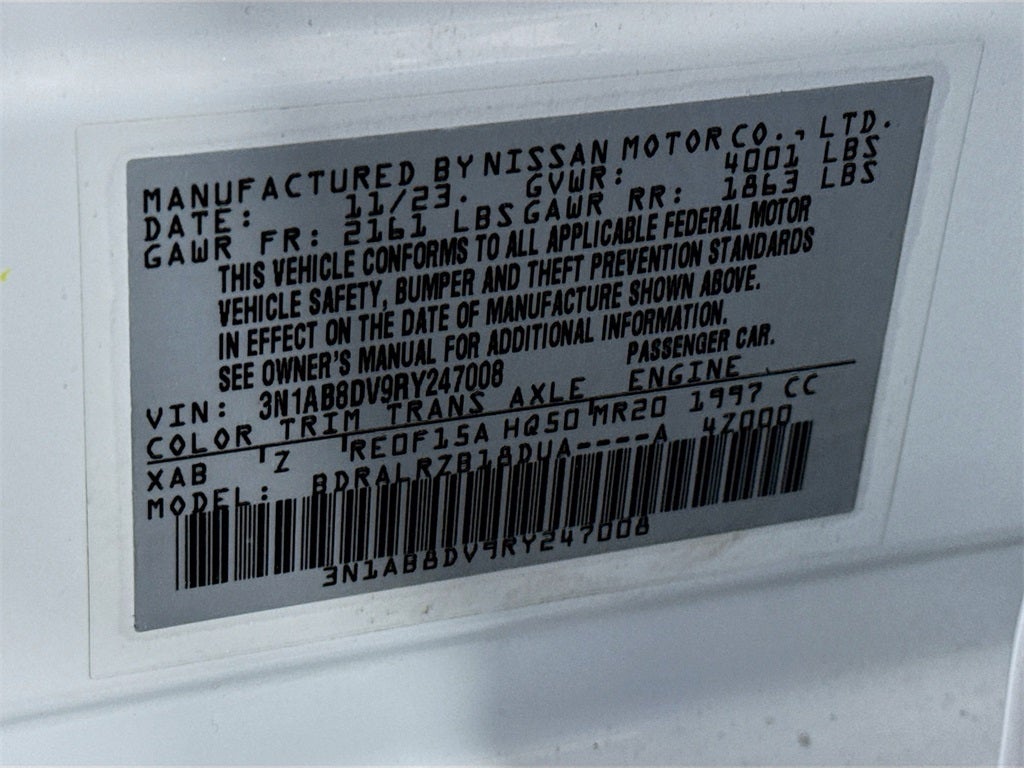 MANUFACTURED BY NISSAN MOTOR CO., LTD.
DATE: 11/23. GVWR: 4001 LBS
GAWR FR: 2161 LBS GAWR RR: 1863 LBS
THIS VEHICLE CONFORMS TO ALL APPLICABLE FEDERAL MOTOR
VEHICLE SAFETY, BUMPER AND THEFT PREVENTION STANDARDS
IN EFFECT ON THE DATE OF MANUFACTURE SHOWN ABOVE.
SEE OWNER'S MANUAL FOR ADDITIONAL INFORMATION.
VIN: 3N1AB8DV9RY247008 PASSENGER CAR.
COLOR TRIM TRANS AXLE ENGINE
XAB Z RE0F15A HQ50 MR20 1997 CC
MODEL: BDRALRZB18DUA----A 4Z000
3N1AB8DV9RY247008